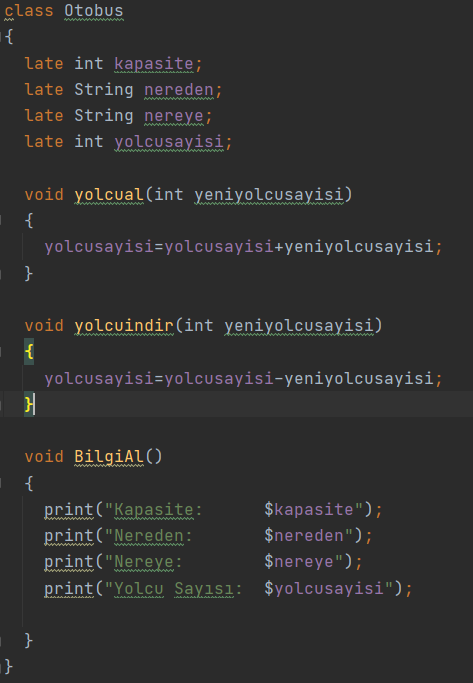 class Otobus
{
  late int kapasite;
  late String nereden;
  late String nereye;
  late int yolcusayisi;

  void yolcual(int yeniyolcusayisi)
  {
    yolcusayisi=yolcusayisi+yeniyolcusayisi;
  }

  void yolcuindir(int yeniyolcusayisi)
  {
    yolcusayisi=yolcusayisi-yeniyolcusayisi;
  }

  void BilgiAl()
  {
    print("Kapasite:      $kapasite");
    print("Nereden:       $nereden");
    print("Nereye:        $nereye");
    print("Yolcu Sayısı:  $yolcusayisi");

  }
}